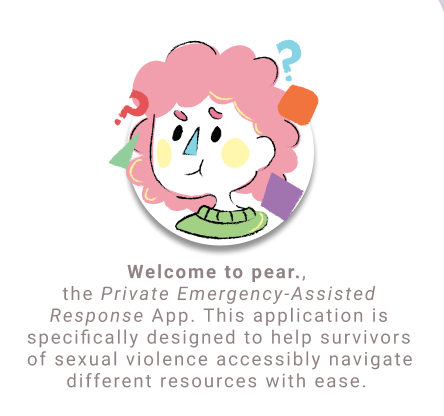 ?
?
Welcome to pear.,
the Private Emergency-Assisted
Response App. This application is
specifically designed to help survivors
of sexual violence accessibly navigate
different resources with ease.